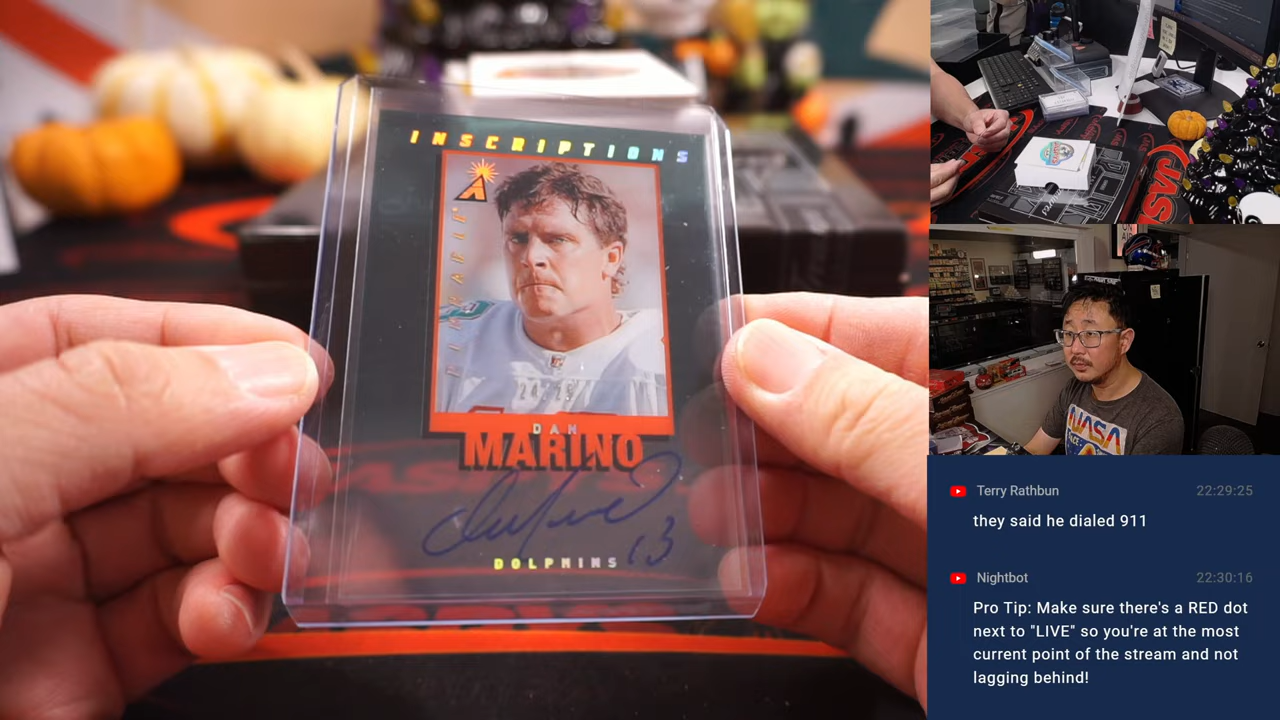 INSCRIPTIONS
PINNACLE
DAN
MARINO
13
DOLPHINS
NASA
Terry Rathbun 22:29:25
they said he dialed 911
Nightbot 22:30:16
Pro Tip: Make sure there's a RED dot
next to "LIVE" so you're at the most
current point of the stream and not
lagging behind!